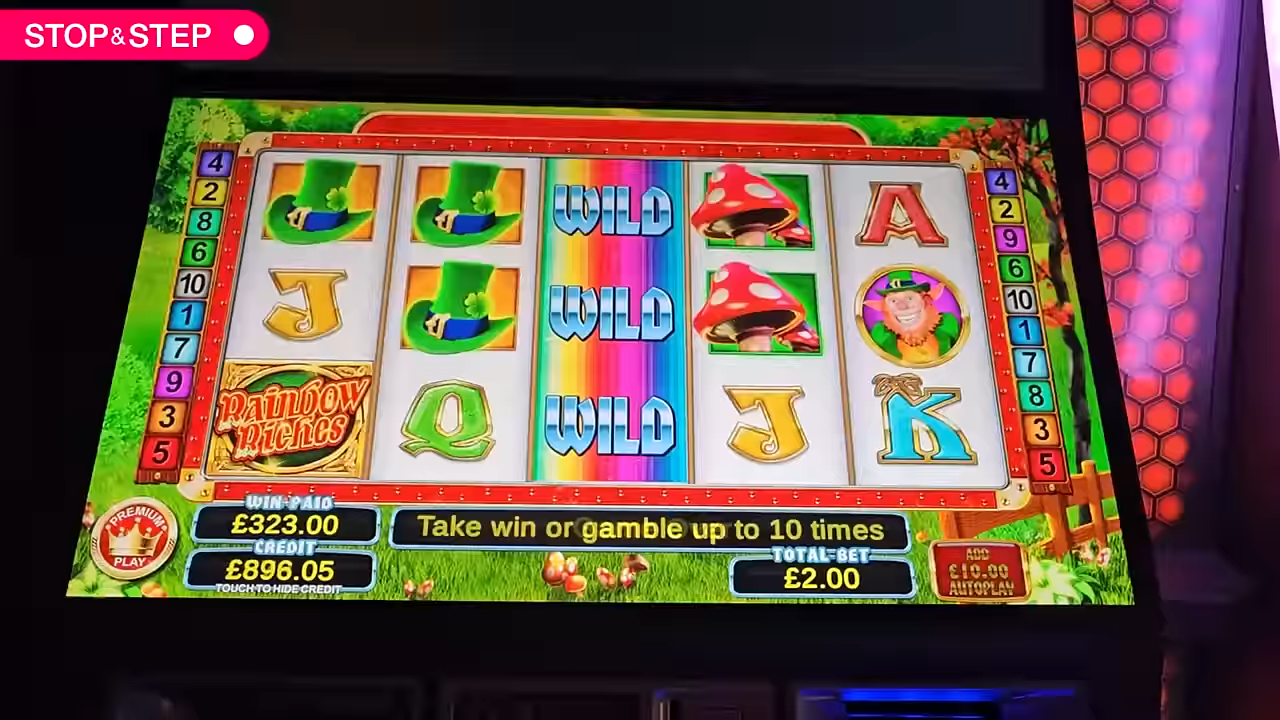 STOP&STEP
4
2
8
6
10
1
7
9
3
5
WILD
A
J
WILD
RAINBOW
RICHES
Q
WILD
J
K
4
2
9
6
10
1
7
8
3
5
PREMIUM
PLAY
WIN-PAID
£323.00
CREDIT
£896.05
TOUCH TO HIDE CREDIT
Take win or gamble up to 10 times
TOTAL-BET
£2.00
ADD
£10.00
AUTOPLAY